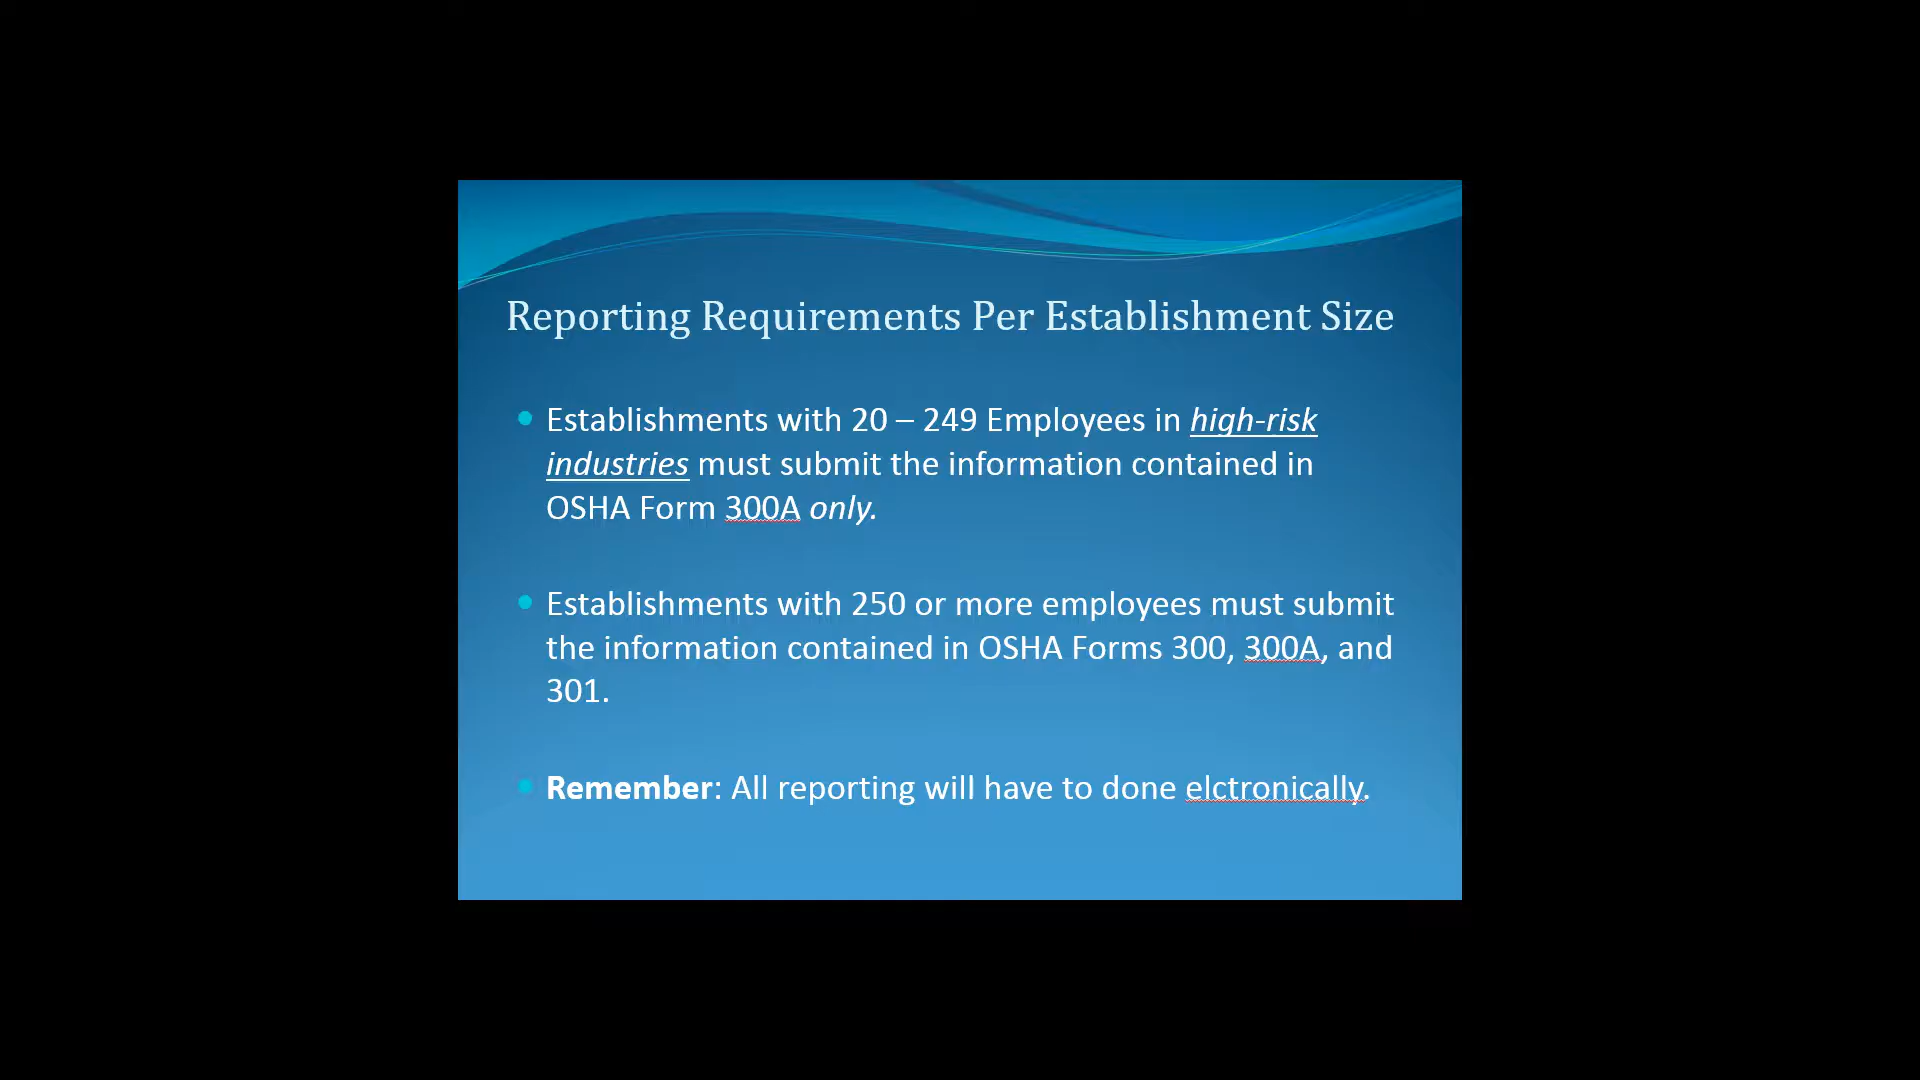 Reporting Requirements Per Establishment Size
Establishments with 20 – 249 Employees in high-risk
industries must submit the information contained in
OSHA Form 300A only.
Establishments with 250 or more employees must submit
the information contained in OSHA Forms 300, 300A, and
301.
Remember: All reporting will have to done elctronically.